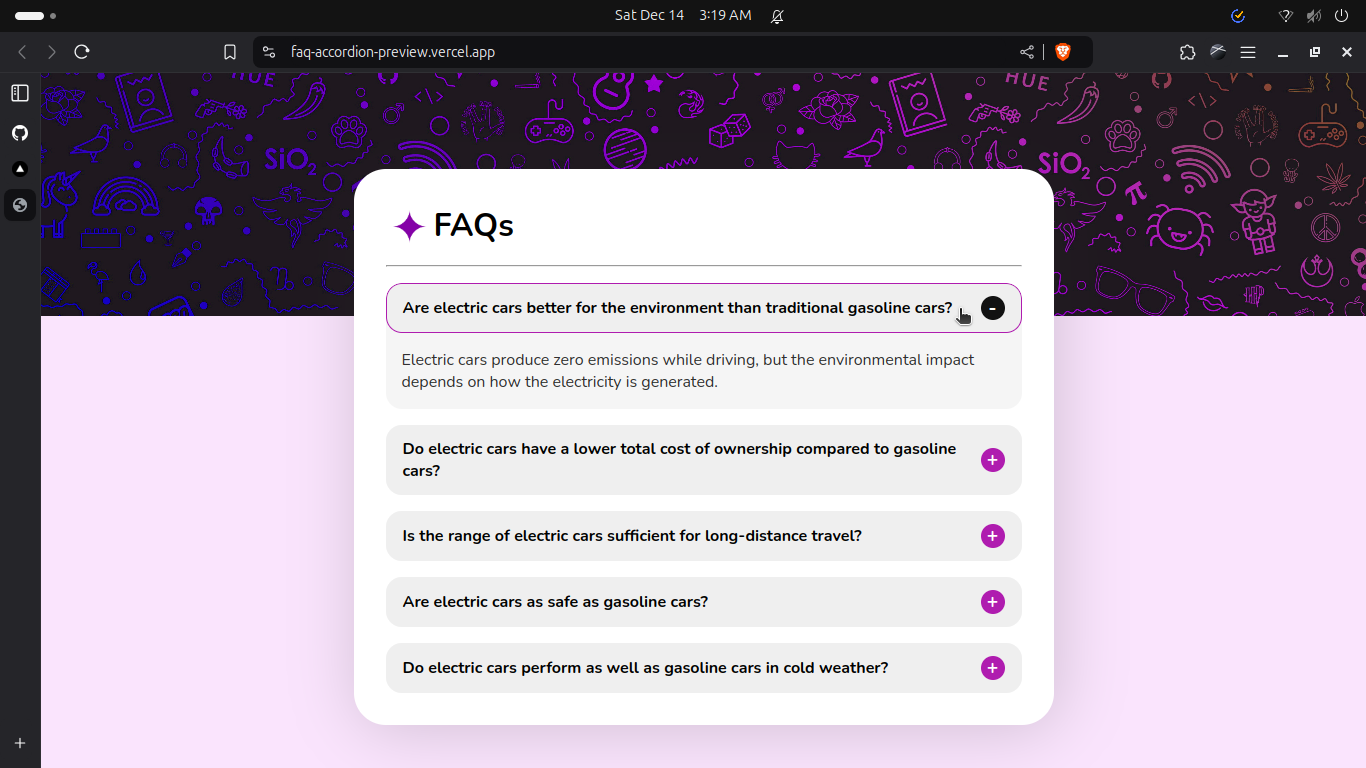 Sat Dec 14 3:19 AM
faq-accordion-preview.vercel.app
HUE
HUE
</>
</>
SiO2
SiO2
π
FAQs
Are electric cars better for the environment than traditional gasoline cars?
-
Electric cars produce zero emissions while driving, but the environmental impact
depends on how the electricity is generated.
Do electric cars have a lower total cost of ownership compared to gasoline
cars?
+
Is the range of electric cars sufficient for long-distance travel?
+
Are electric cars as safe as gasoline cars?
+
Do electric cars perform as well as gasoline cars in cold weather?
+